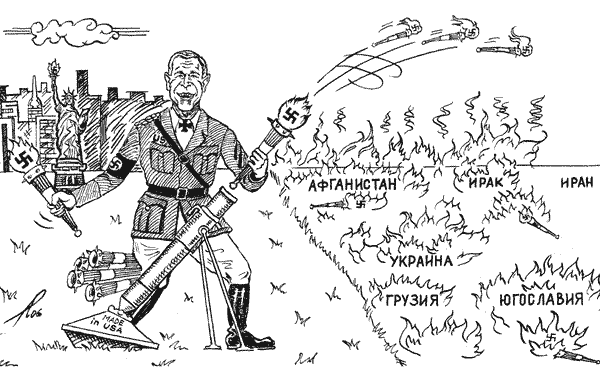 АФГАНИСТАН ИРАК ИРАН
УКРАИНА
ГРУЗИЯ ЮГОСЛАВИЯ
MADE
in USA